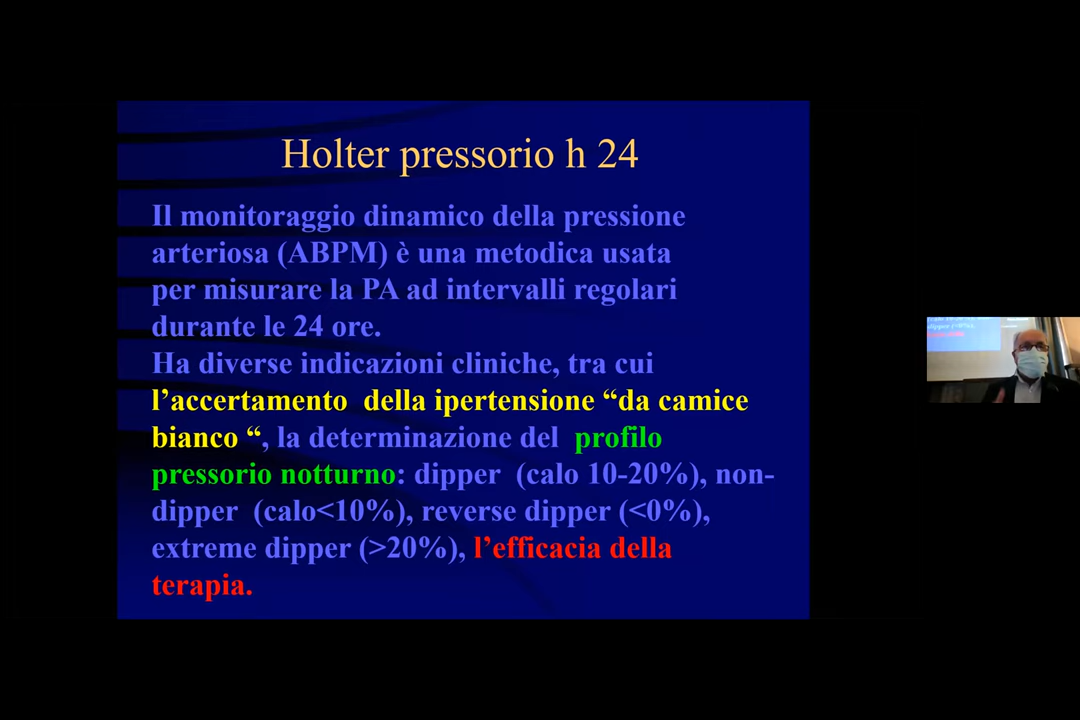 Holter pressorio h 24
Il monitoraggio dinamico della pressione
arteriosa (ABPM) è una metodica usata
per misurare la PA ad intervalli regolari
durante le 24 ore.
Ha diverse indicazioni cliniche, tra cui
l’accertamento della ipertensione “da camice
bianco “, la determinazione del profilo
pressorio notturno: dipper (calo 10-20%), non-
dipper (calo<10%), reverse dipper (<0%),
extreme dipper (>20%), l’efficacia della
terapia.